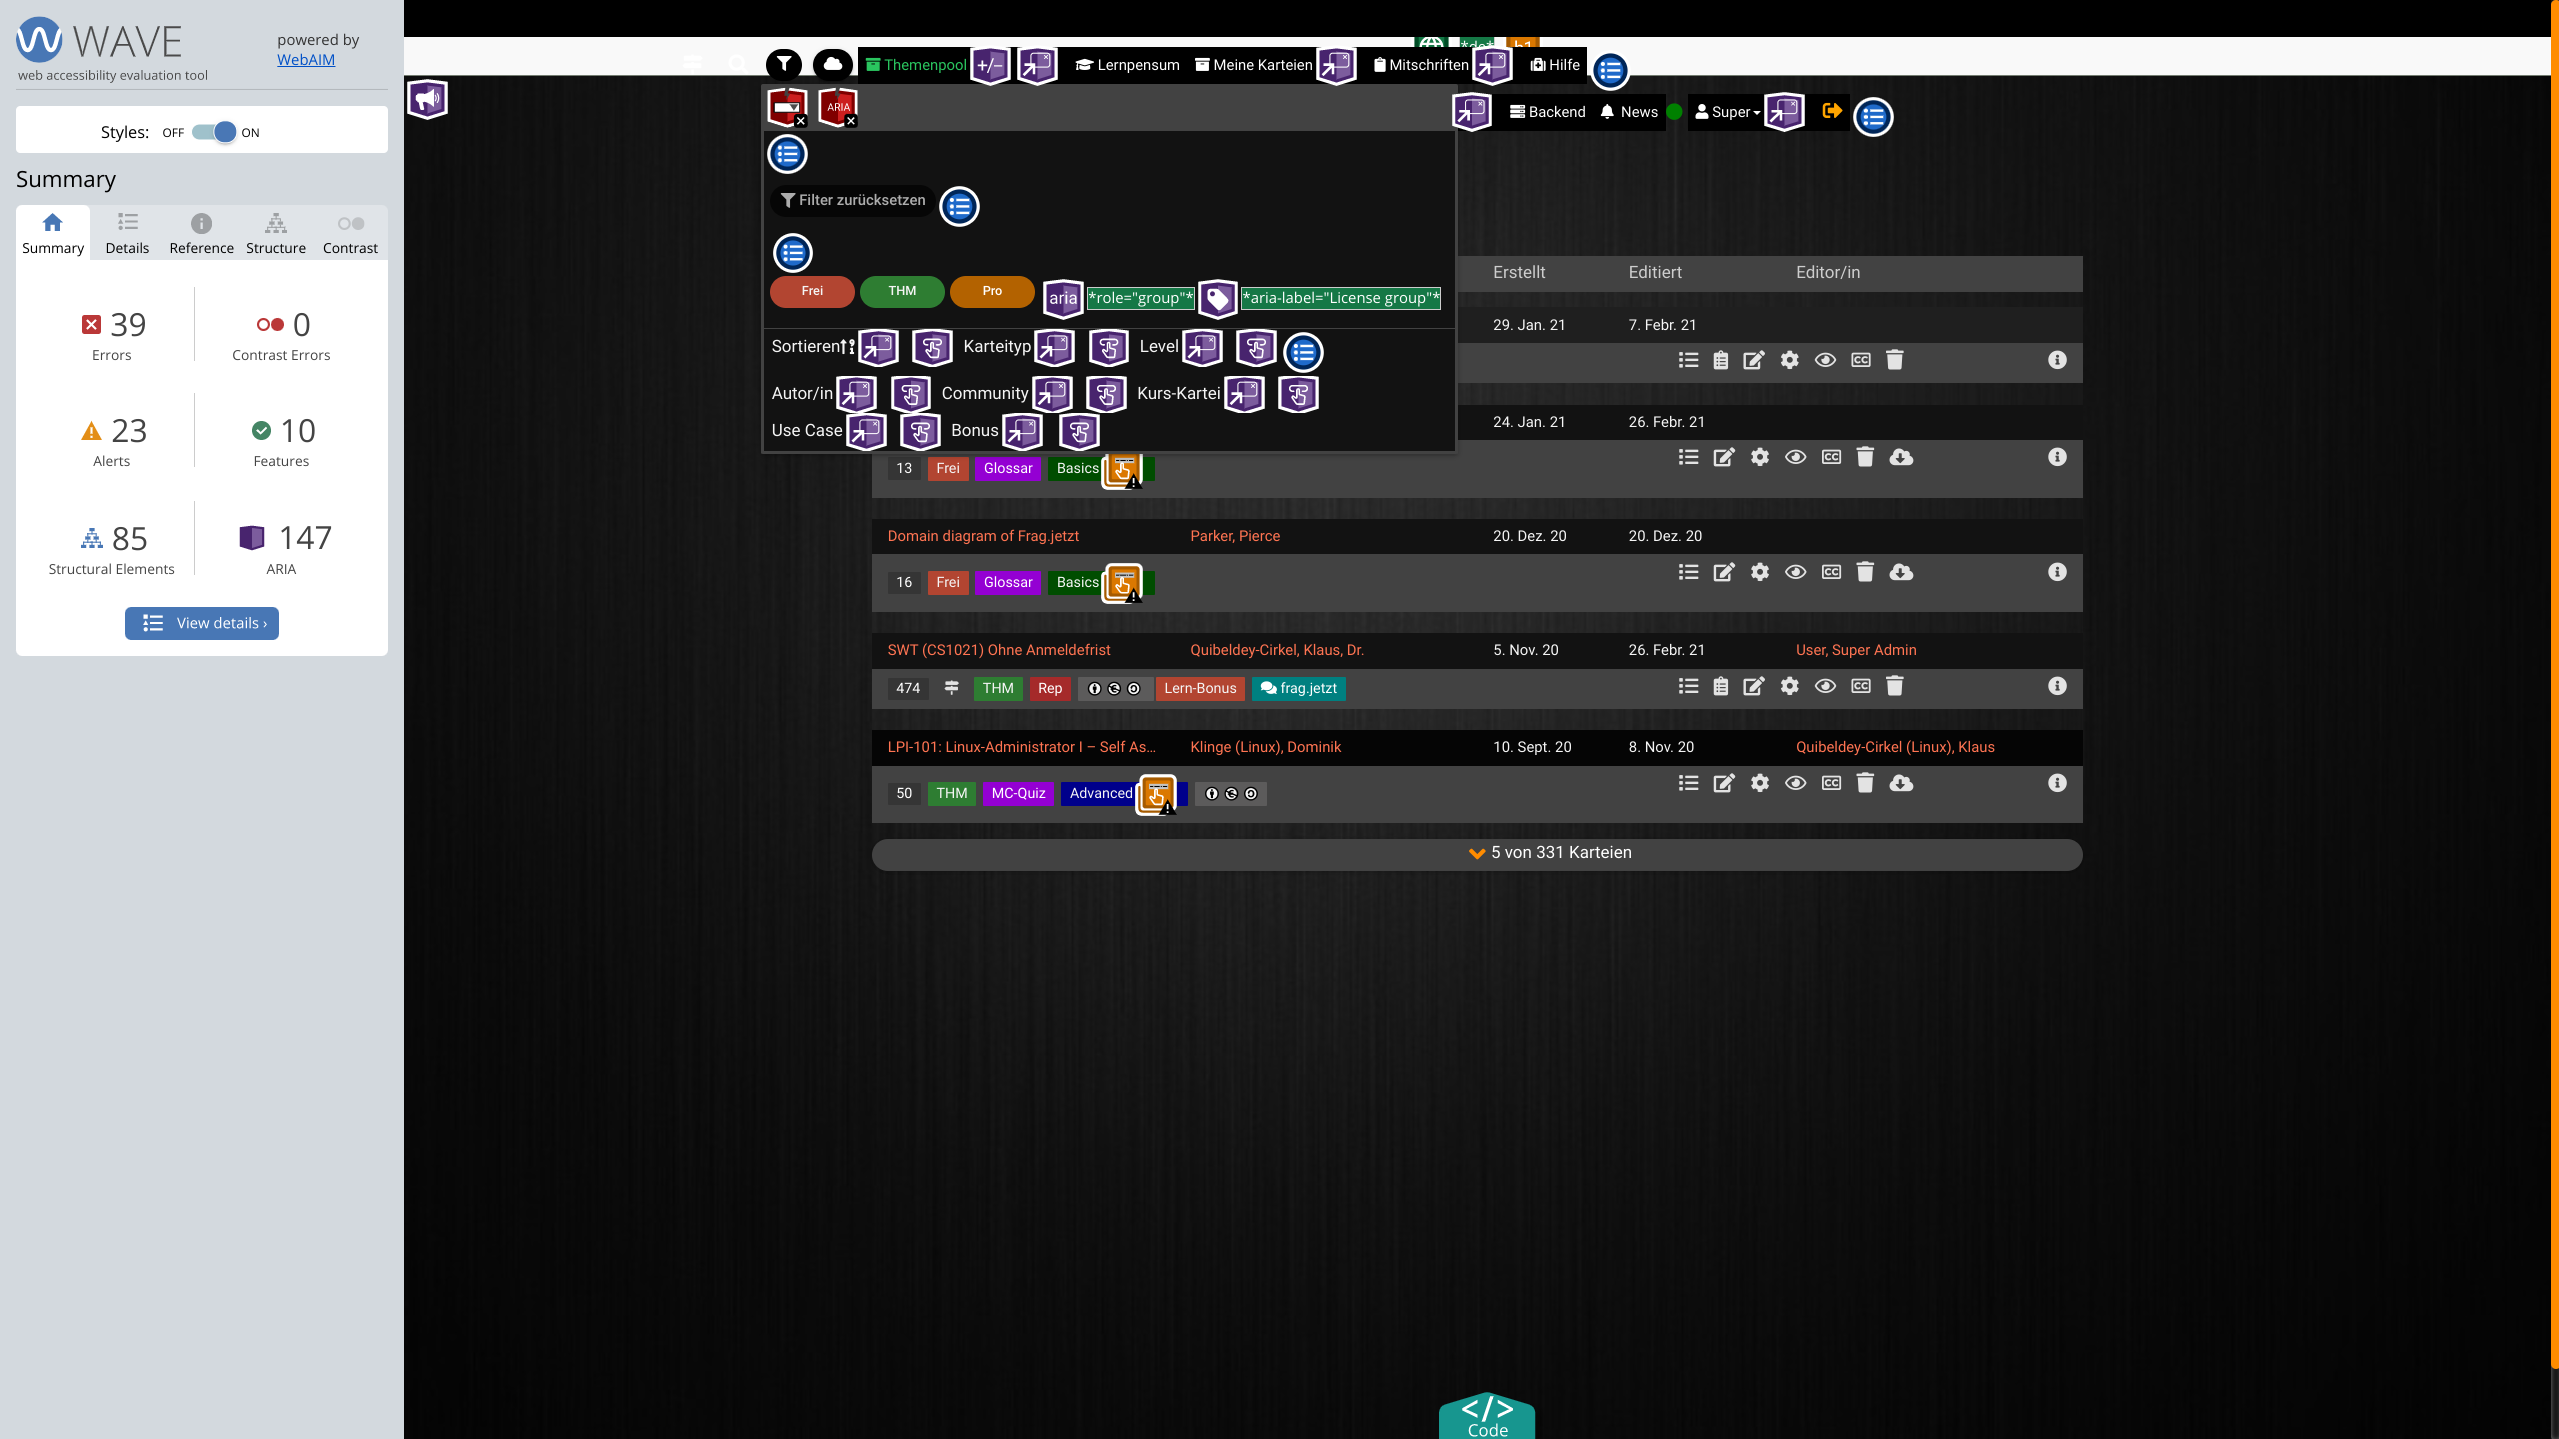 WAVE
web accessibility evaluation tool
powered by
WebAIM
Styles: OFF ON
Summary
Summary Details Reference Structure Contrast
39 Errors
0 Contrast Errors
23 Alerts
10 Features
85 Structural Elements
147 ARIA
View details ›
Themenpool +/- Lernpensum Meine Karteien Mitschriften Hilfe
ARIA
Backend News Super
Filter zurücksetzen
Frei THM Pro aria *role="group"* *aria-label="License group"*
Sortieren Karteityp Level
Autor/in Community Kurs-Kartei
Use Case Bonus
Erstellt Editiert Editor/in
29. Jan. 21 7. Febr. 21
24. Jan. 21 26. Febr. 21
13 Frei Glossar Basics
Domain diagram of Frag.jetzt Parker, Pierce 20. Dez. 20 20. Dez. 20
16 Frei Glossar Basics
SWT (CS1021) Ohne Anmeldefrist Quibeldey-Cirkel, Klaus, Dr. 5. Nov. 20 26. Febr. 21 User, Super Admin
474 THM Rep Lern-Bonus frag.jetzt
LPI-101: Linux-Administrator I – Self As... Klinge (Linux), Dominik 10. Sept. 20 8. Nov. 20 Quibeldey-Cirkel (Linux), Klaus
50 THM MC-Quiz Advanced
5 von 331 Karteien
</> Code